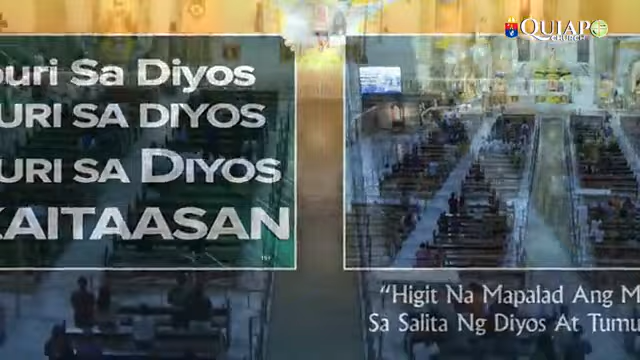 QUIAPO
CHURCH
uri Sa Diyos
URI SA DIYOS
URI SA DIYOS
KAITAASAN
"Higit Na Mapalad Ang M
Sa Salita Ng Diyos At Tumu